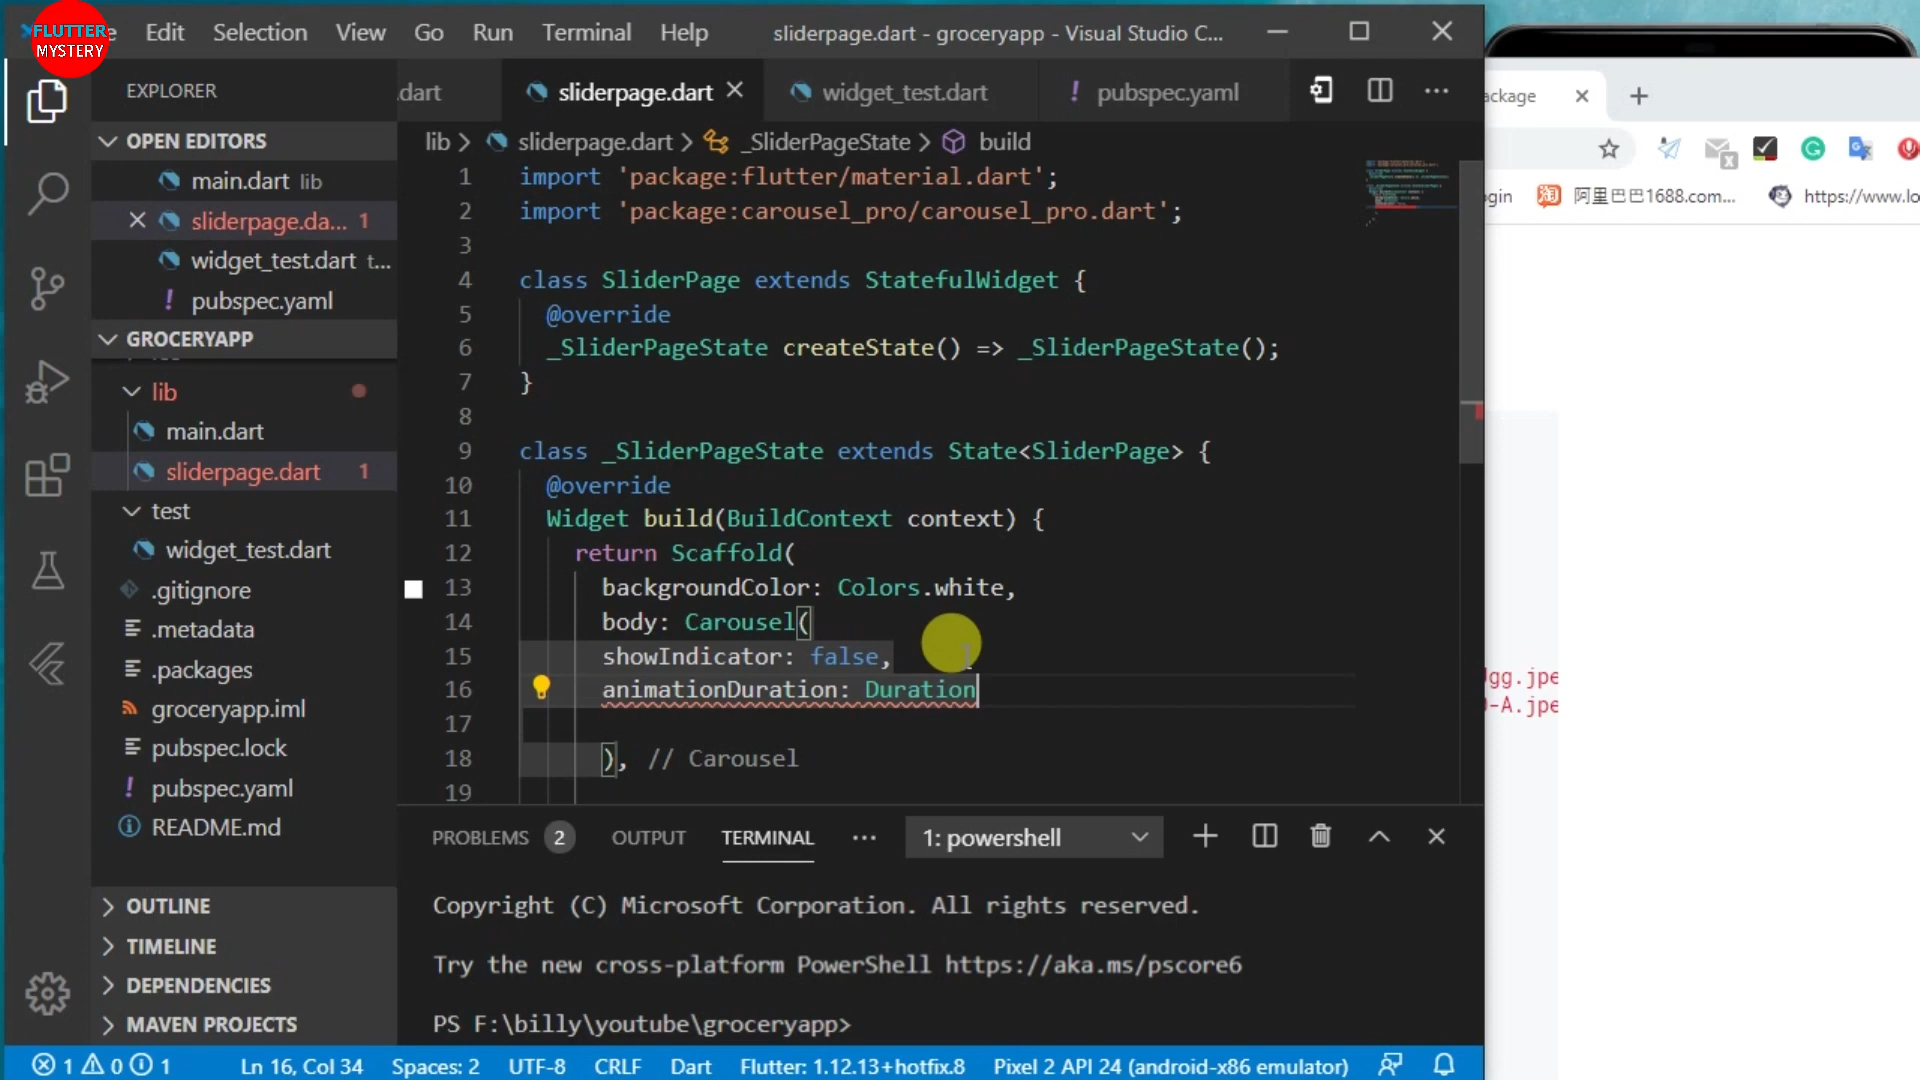 FLUTTER
MYSTERY
Edit Selection View Go Run Terminal Help
sliderpage.dart - groceryapp - Visual Studio C...
EXPLORER
OPEN EDITORS
main.dart lib
sliderpage.da... 1
widget_test.dart t...
pubspec.yaml
GROCERYAPP
lib
main.dart
sliderpage.dart 1
test
widget_test.dart
.gitignore
.metadata
.packages
groceryapp.iml
pubspec.lock
pubspec.yaml
README.md
OUTLINE
TIMELINE
DEPENDENCIES
MAVEN PROJECTS
.dart sliderpage.dart widget_test.dart ! pubspec.yaml
lib > sliderpage.dart > _SliderPageState > build
1 import 'package:flutter/material.dart';
2 import 'package:carousel_pro/carousel_pro.dart';
3
4 class SliderPage extends StatefulWidget {
5 @override
6 _SliderPageState createState() => _SliderPageState();
7 }
8
9 class _SliderPageState extends State<SliderPage> {
10 @override
11 Widget build(BuildContext context) {
12 return Scaffold(
13 backgroundColor: Colors.white,
14 body: Carousel(
15 showIndicator: false,
16 animationDuration: Duration
17
18 ), // Carousel
19
PROBLEMS 2 OUTPUT TERMINAL ... 1: powershell
Copyright (C) Microsoft Corporation. All rights reserved.
Try the new cross-platform PowerShell https://aka.ms/pscore6
PS F:\billy\youtube\groceryapp>
1 0 1 Ln 16, Col 34 Spaces: 2 UTF-8 CRLF Dart Flutter: 1.12.13+hotfix.8 Pixel 2 API 24 (android-x86 emulator)
ackage
gin 阿里巴巴1688.com... https://www.lo
gg.jpe
-A.jpe